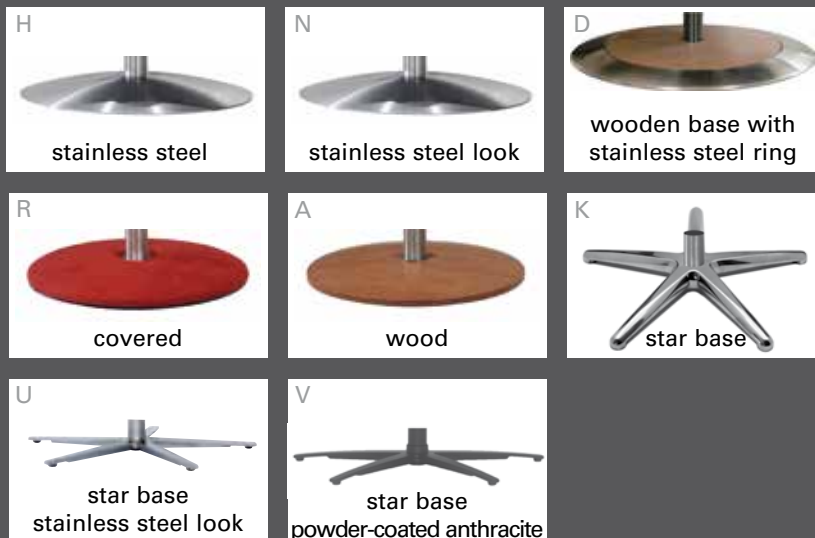 H
stainless steel
N
stainless steel look
D
wooden base with
stainless steel ring
R
covered
A
wood
K
star base
U
star base
stainless steel look
V
star base
powder-coated anthracite